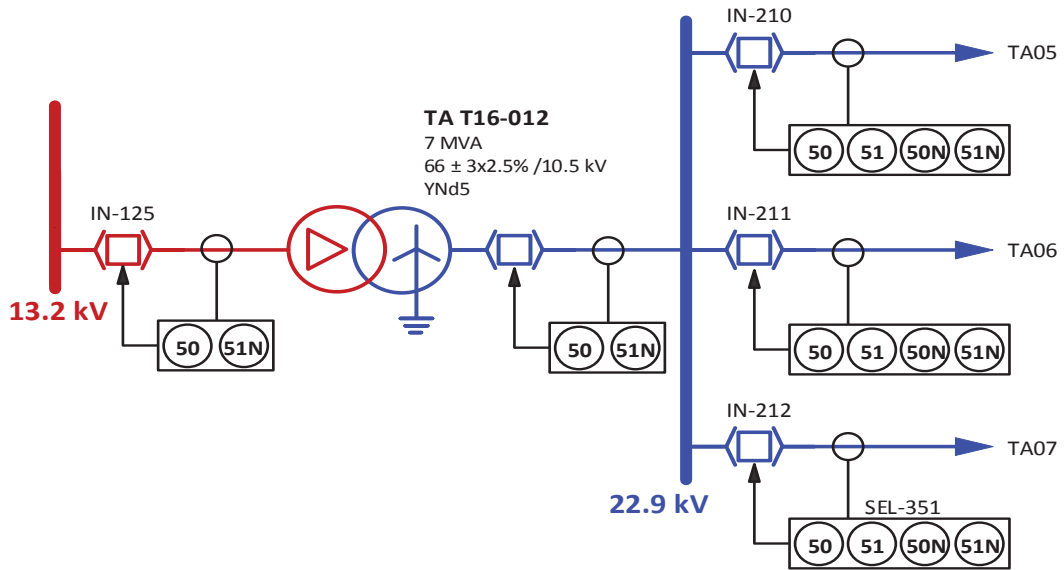 IN-210
TA05
50 51 50N 51N
TA T16-012
7 MVA
66 ± 3x2.5% /10.5 kV
YNd5
IN-125
13.2 kV
50 51N
50 51N
IN-211
TA06
50 51 50N 51N
IN-212
TA07
22.9 kV
SEL-351
50 51 50N 51N